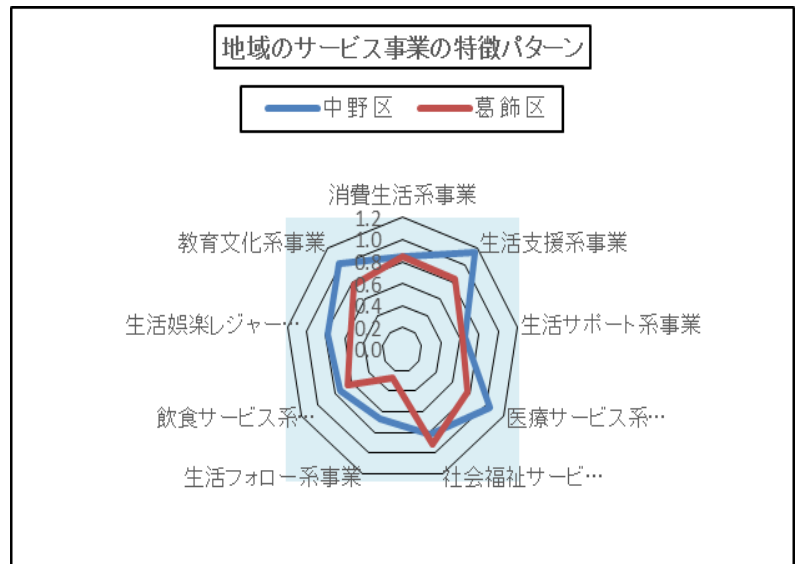 地域のサービス事業の特徴パターン
中野区 葛飾区
消費生活系事業
1.2
教育文化系事業
1.0
生活支援系事業
0.8
0.6
生活娯楽レジャー…
0.4
生活サポート系事業
0.2
0.0
飲食サービス系…
医療サービス系…
生活フォロー系事業
社会福祉サービ…